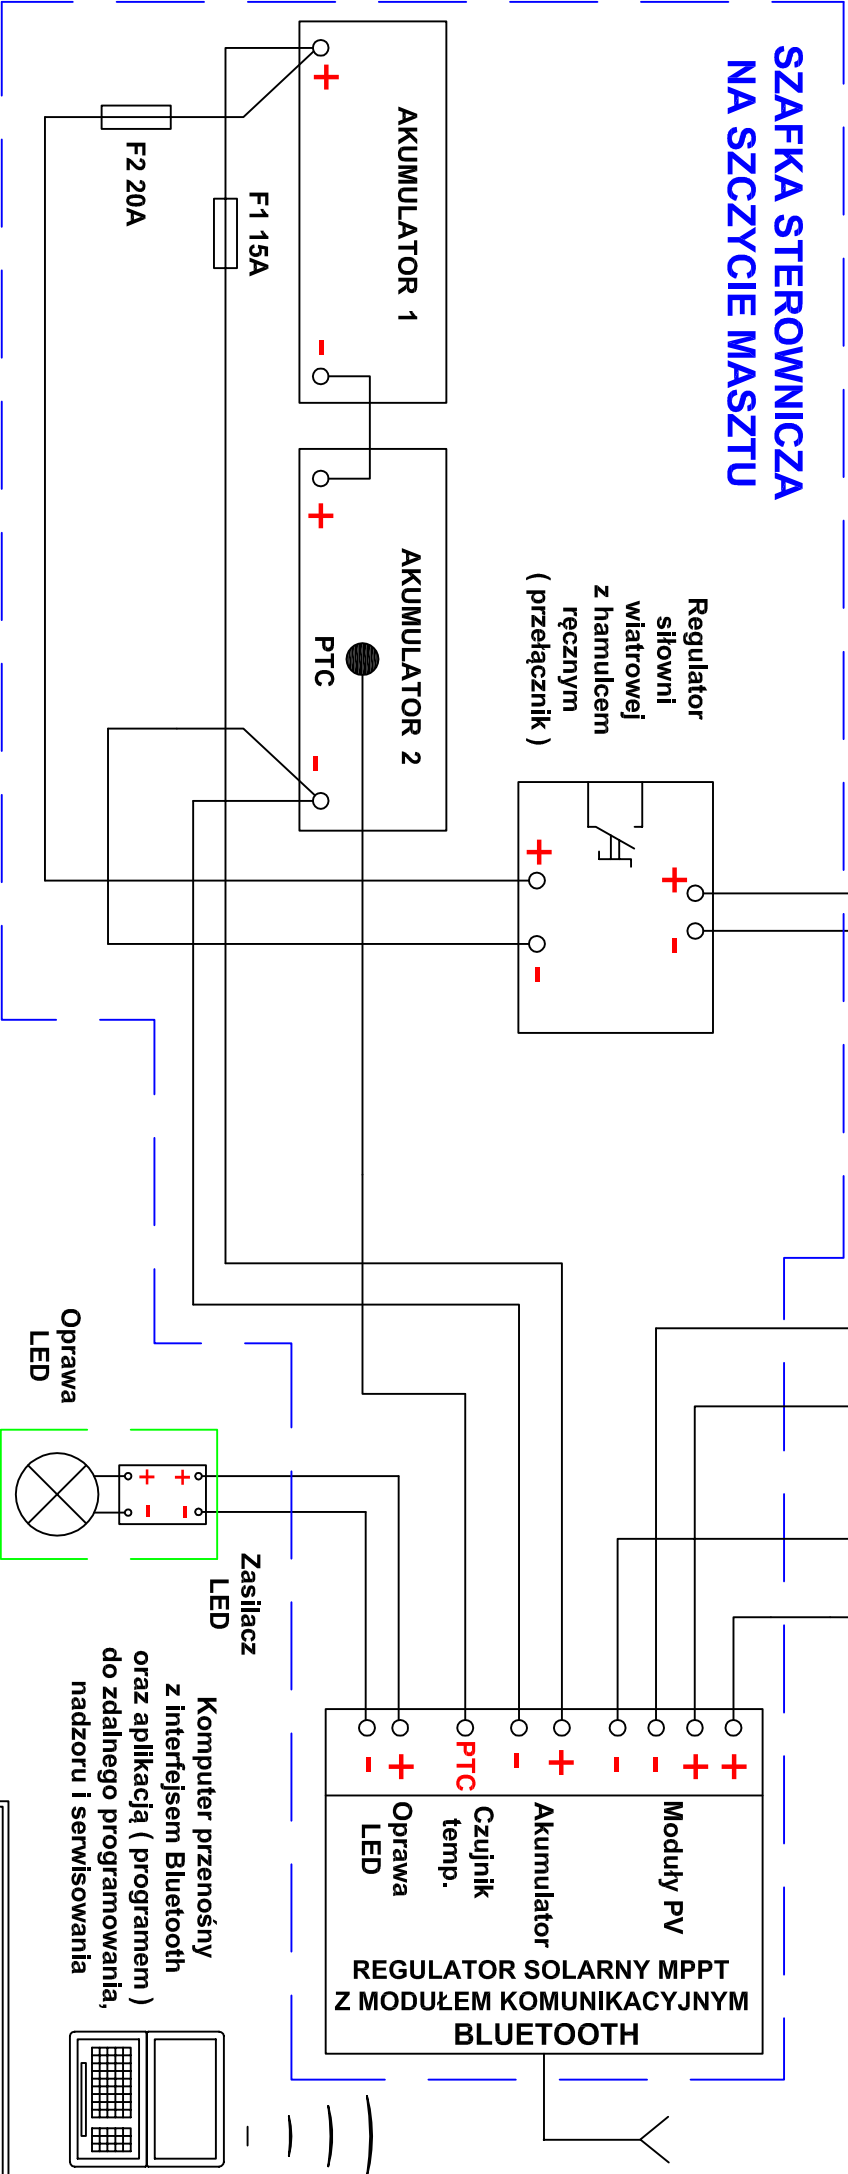 SZAFKA STEROWNICZA
NA SZCZYCIE MASZTU
AKUMULATOR 1
+
-
F1 15A
F2 20A
AKUMULATOR 2
+
-
PTC
Regulator
siłowni
wiatrowej
z hamulcem
ręcznym
( przełącznik )
+
-
+
-
Oprawa
LED
+ +
- -
Zasilacz
LED
Komputer przenośny
z interfejsem Bluetooth
oraz aplikacją ( programem )
do zdalnego programowania,
nadzoru i serwisowania
- + PTC - + - - + +
Moduły PV
Akumulator
Czujnik
temp.
Oprawa
LED
REGULATOR SOLARNY MPPT
Z MODUŁEM KOMUNIKACYJNYM
BLUETOOTH